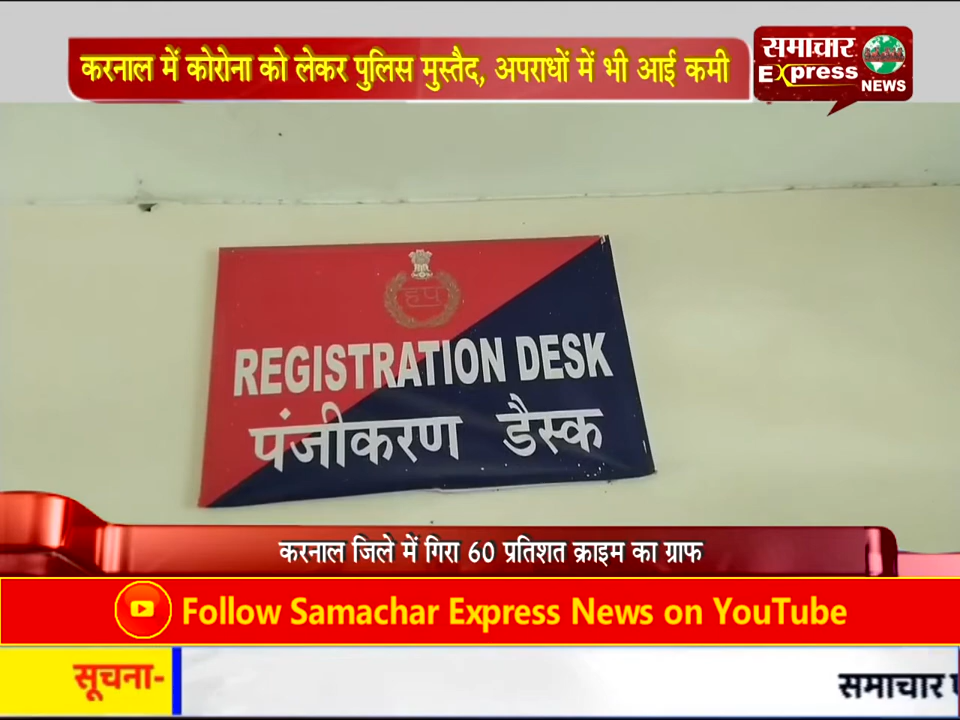 करनाल में कोरोना को लेकर पुलिस मुस्तैद, अपराधों में भी आई कमी
समाचार
Express
NEWS
ह प
REGISTRATION DESK
पंजीकरण डैस्क
करनाल जिले में गिरा 60 प्रतिशत क्राइम का ग्राफ
Follow Samachar Express News on YouTube
सूचना-
समाचार